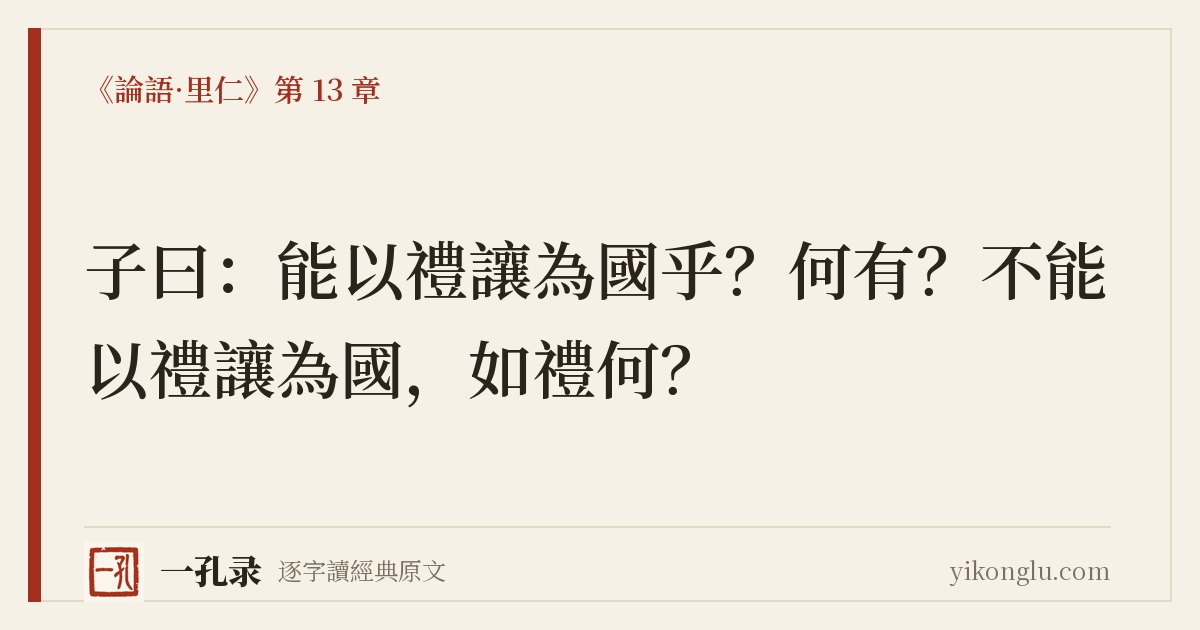 《論語·里仁》第 13 章
子曰：能以禮讓為國乎？何有？不能
以禮讓為國，如禮何？
一孔
一孔录 逐字讀經典原文
yikonglu.com